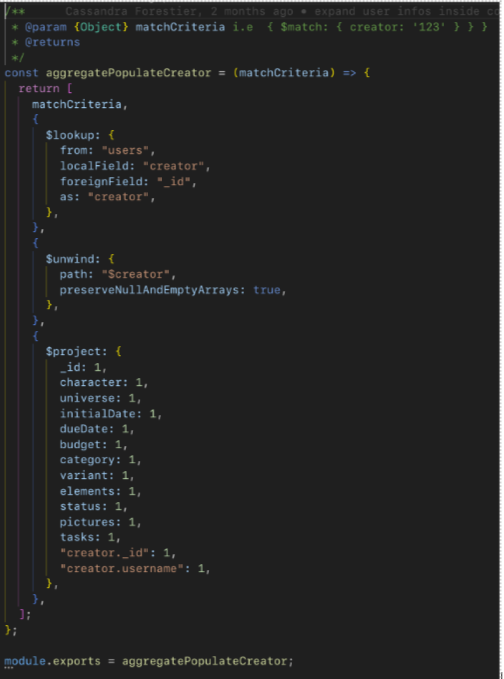 /** Cassandra Forestier, 2 months ago • expand user infos inside c
* @param {Object} matchCriteria i.e { $match: { creator: '123' } } }
* @returns
*/
const aggregatePopulateCreator = (matchCriteria) => {
return [
matchCriteria,
{
$lookup: {
from: "users",
localField: "creator",
foreignField: "_id",
as: "creator",
},
},
{
$unwind: {
path: "$creator",
preserveNullAndEmptyArrays: true,
},
},
{
$project: {
_id: 1,
character: 1,
universe: 1,
initialDate: 1,
dueDate: 1,
budget: 1,
category: 1,
variant: 1,
elements: 1,
status: 1,
pictures: 1,
tasks: 1,
"creator._id": 1,
"creator.username": 1,
},
},
];
};
module.exports = aggregatePopulateCreator;